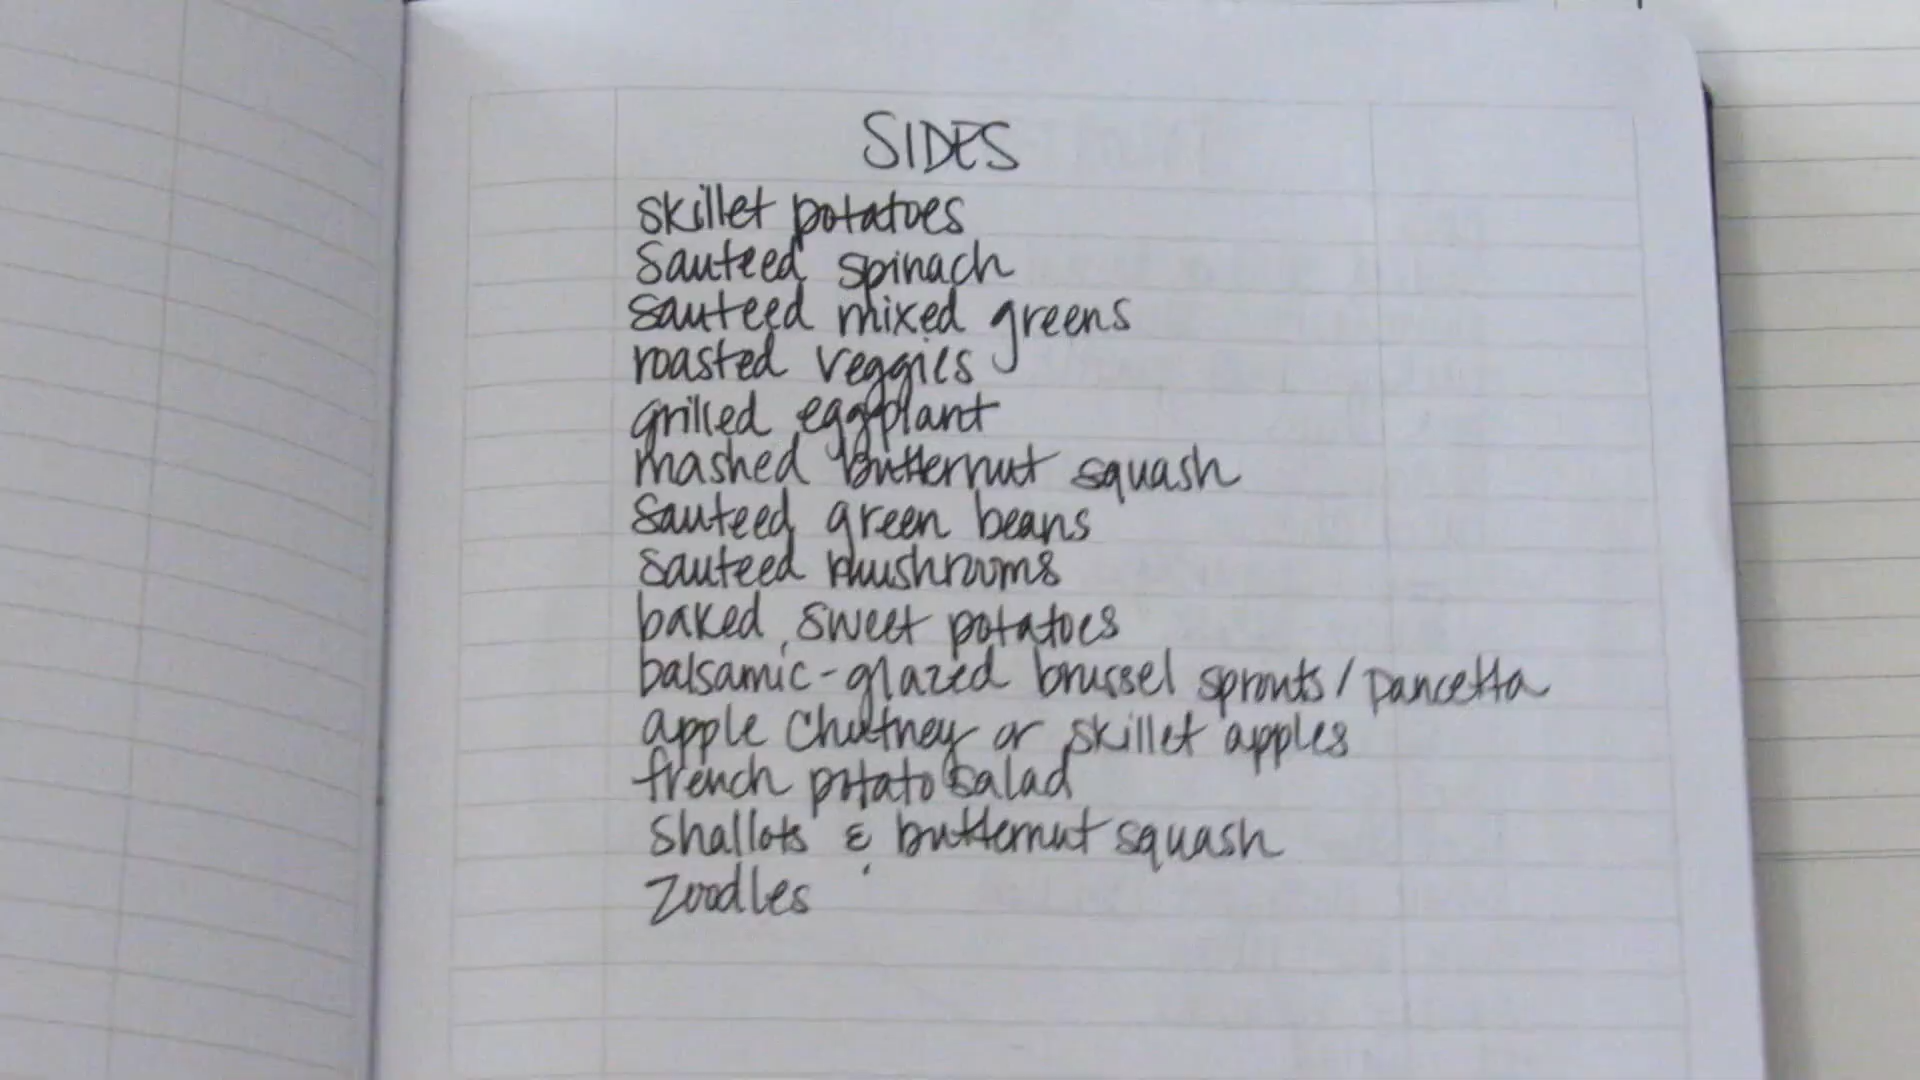 SIDES
skillet potatoes
Sauteed spinach
sauteed mixed greens
roasted veggies
grilled eggplant
mashed butternut squash
sauteed green beans
sauteed mushrooms
baked sweet potatoes
balsamic-glazed brussel sprouts / pancetta
apple chutney or skillet apples
french potato salad
shallots & butternut squash
Zoodles